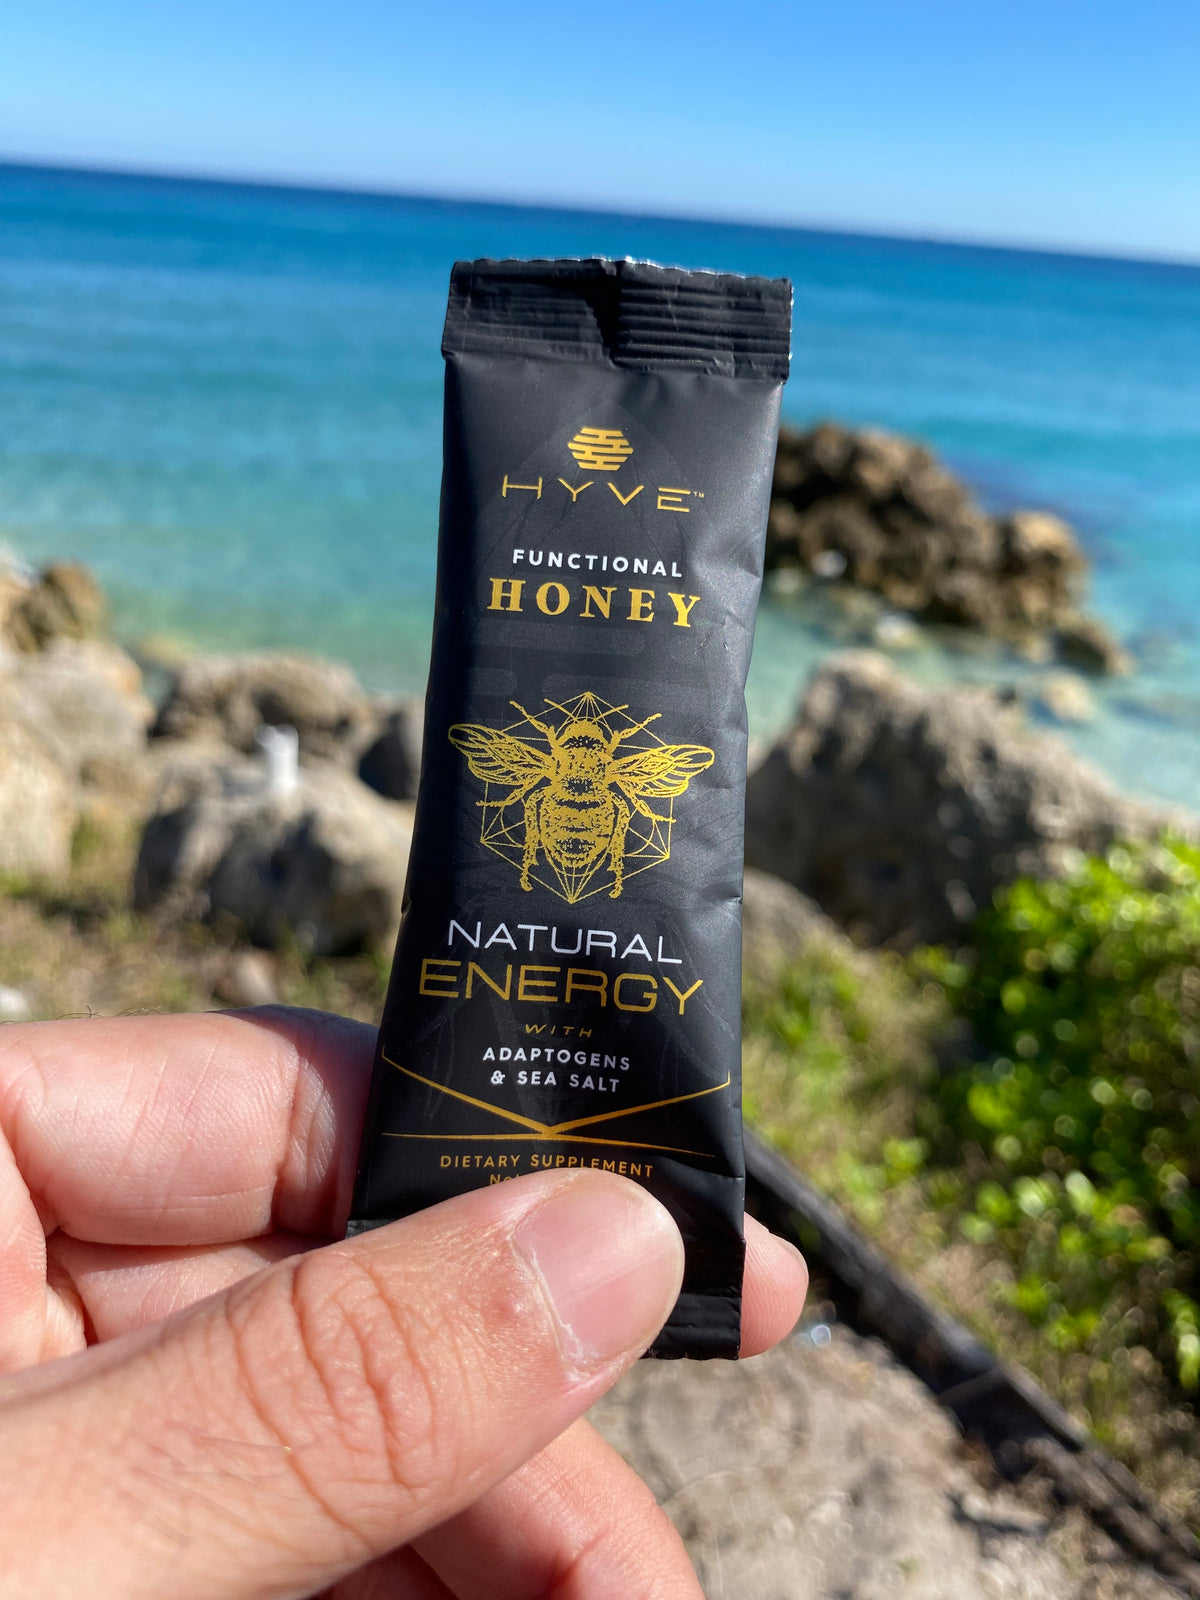 HYVE™
FUNCTIONAL
HONEY
NATURAL
ENERGY
WITH
ADAPTOGENS
& SEA SALT
DIETARY SUPPLEMENT